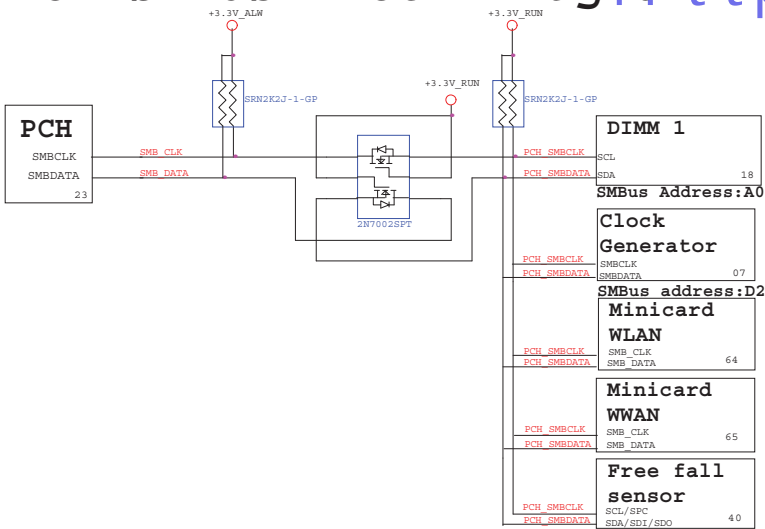 +3.3V_ALW
+3.3V_RUN
+3.3V_RUN
SRN2K2J-1-GP
SRN2K2J-1-GP
PCH
SMBCLK
SMBDATA
23
SMB_CLK
SMB_DATA
2N7002SPT
PCH_SMBCLK
PCH_SMBDATA
DIMM 1
SCL
SDA
18
SMBus Address:A0
Clock
Generator
PCH_SMBCLK
SMBCLK
PCH_SMBDATA
SMBDATA
07
SMBus address:D2
Minicard
WLAN
PCH_SMBCLK
SMB_CLK
PCH_SMBDATA
SMB_DATA
64
Minicard
WWAN
PCH_SMBCLK
SMB_CLK
PCH_SMBDATA
SMB_DATA
65
Free fall
sensor
PCH_SMBCLK
SCL/SPC
PCH_SMBDATA
SDA/SDI/SDO
40